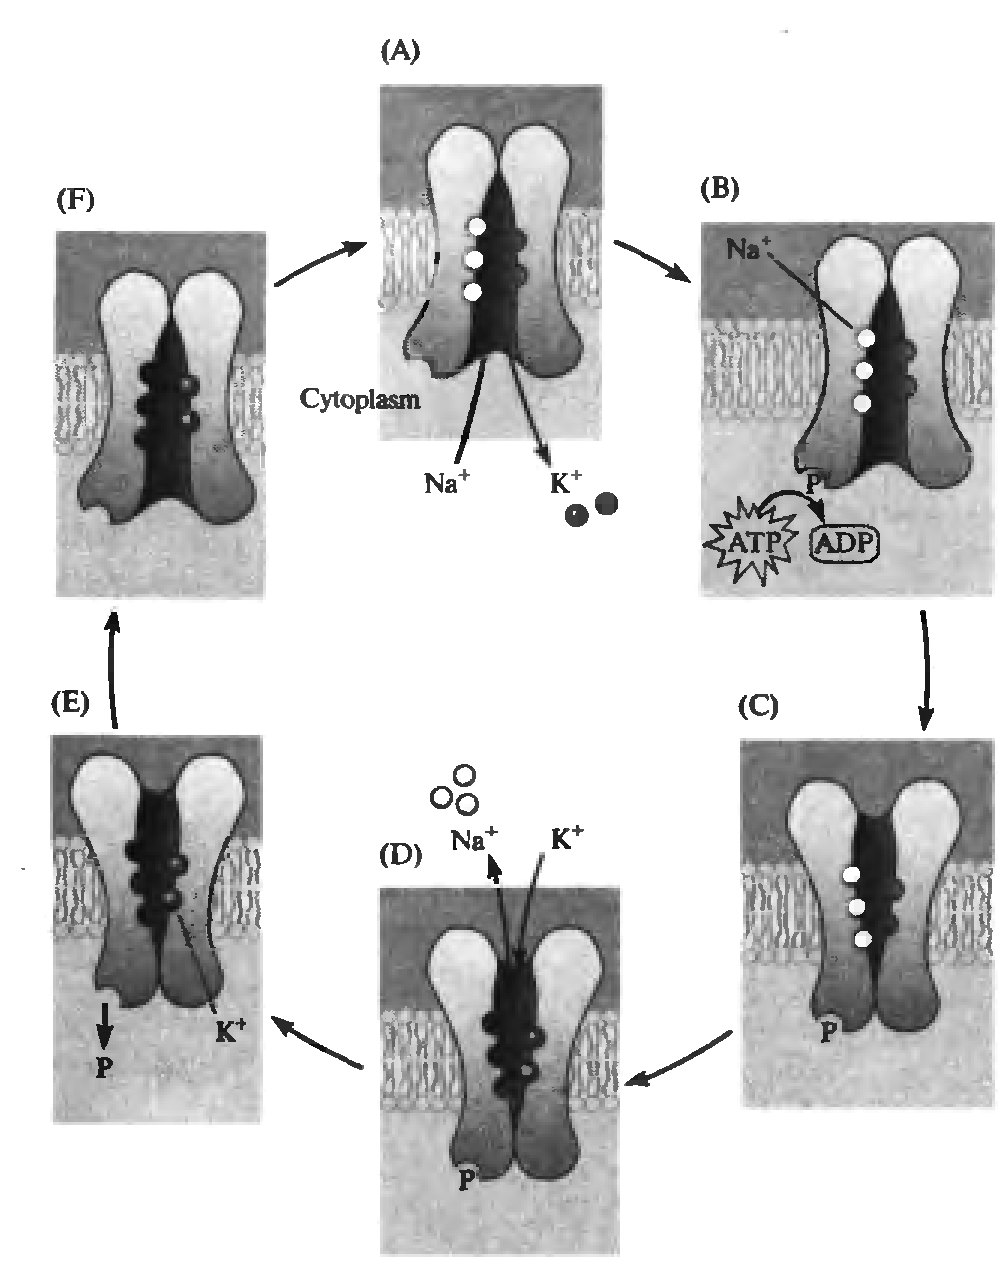 (A)
Cytoplasm
Na⁺
K⁺
(B)
Na⁺
P
ATP
ADP
(C)
P
(D)
Na⁺
K⁺
P
(E)
P
K⁺
(F)